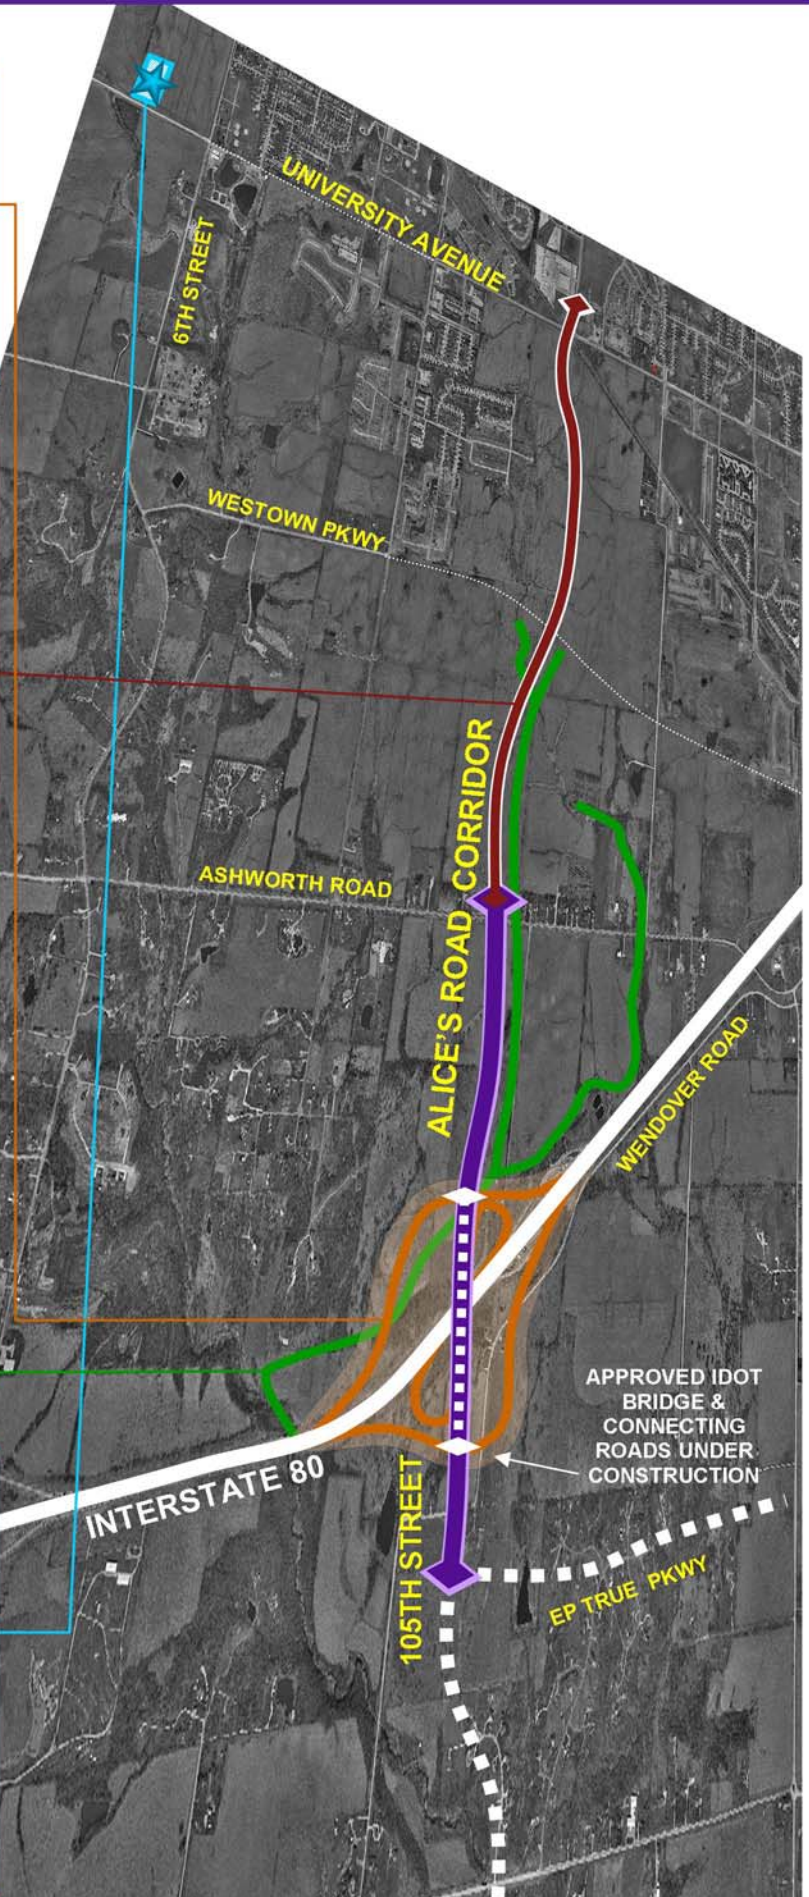 UNIVERSITY AVENUE
6TH STREET
WESTOWN PKWY
ALICE'S ROAD CORRIDOR
ASHWORTH ROAD
WENDOVER ROAD
APPROVED IDOT
BRIDGE &
CONNECTING
ROADS UNDER
CONSTRUCTION
INTERSTATE 80
105TH STREET
EP TRUE PKWY